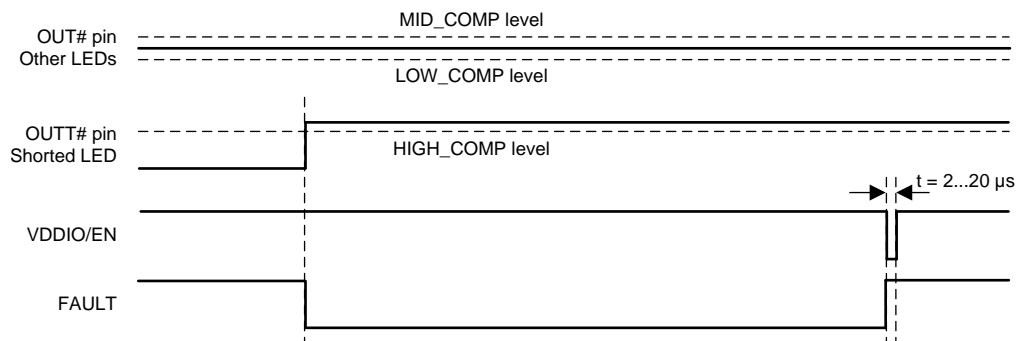 MID_COMP level
OUT# pin
Other LEDs
LOW_COMP level
OUTT# pin
Shorted LED
HIGH_COMP level
t = 2...20 µs
VDDIO/EN
FAULT